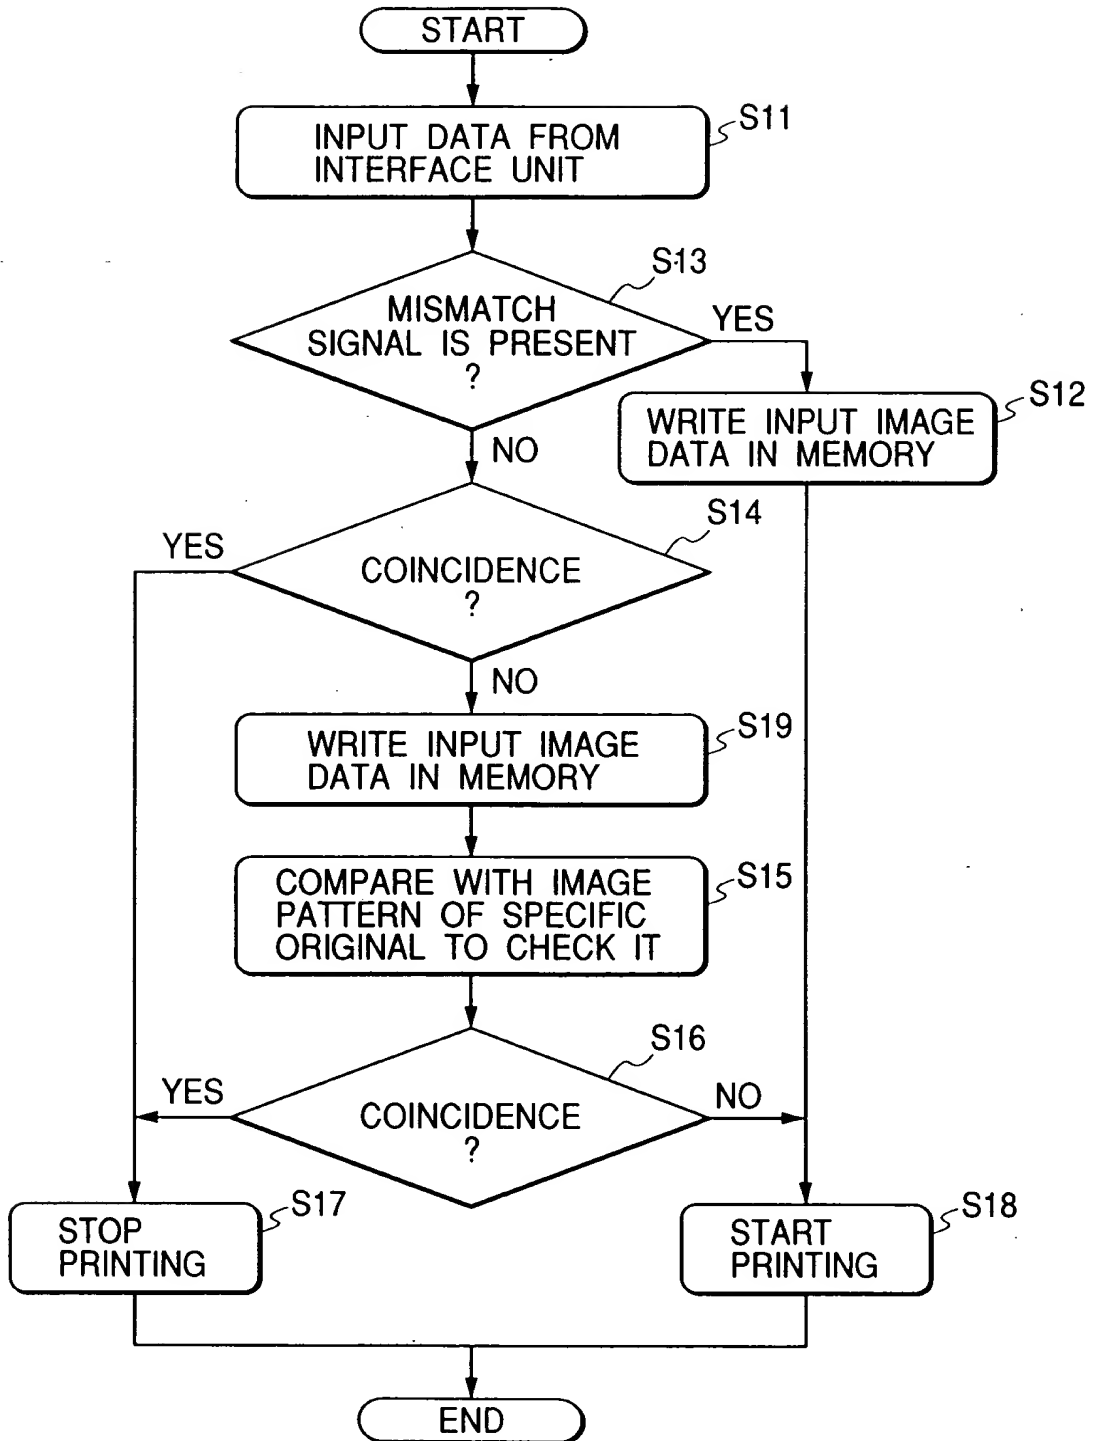 START
S11
INPUT DATA FROM
INTERFACE UNIT
S13
MISMATCH
SIGNAL IS PRESENT
?
YES
NO
S12
WRITE INPUT IMAGE
DATA IN MEMORY
S14
YES
COINCIDENCE
?
NO
S19
WRITE INPUT IMAGE
DATA IN MEMORY
S15
COMPARE WITH IMAGE
PATTERN OF SPECIFIC
ORIGINAL TO CHECK IT
S16
YES
COINCIDENCE
?
NO
S17
STOP
PRINTING
S18
START
PRINTING
END